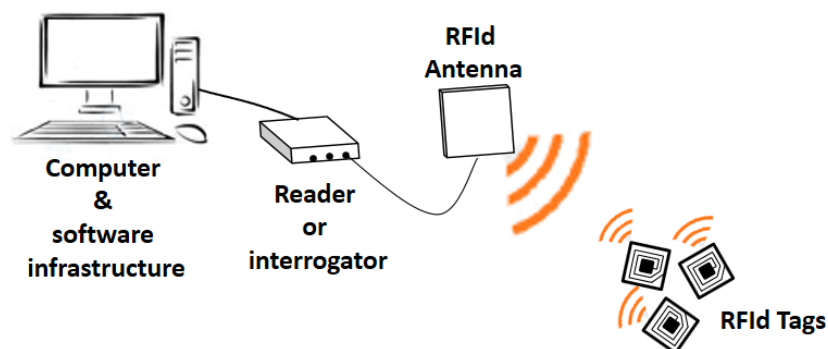 RFId
Antenna
Computer
&
software
infrastructure
Reader
or
interrogator
RFId Tags